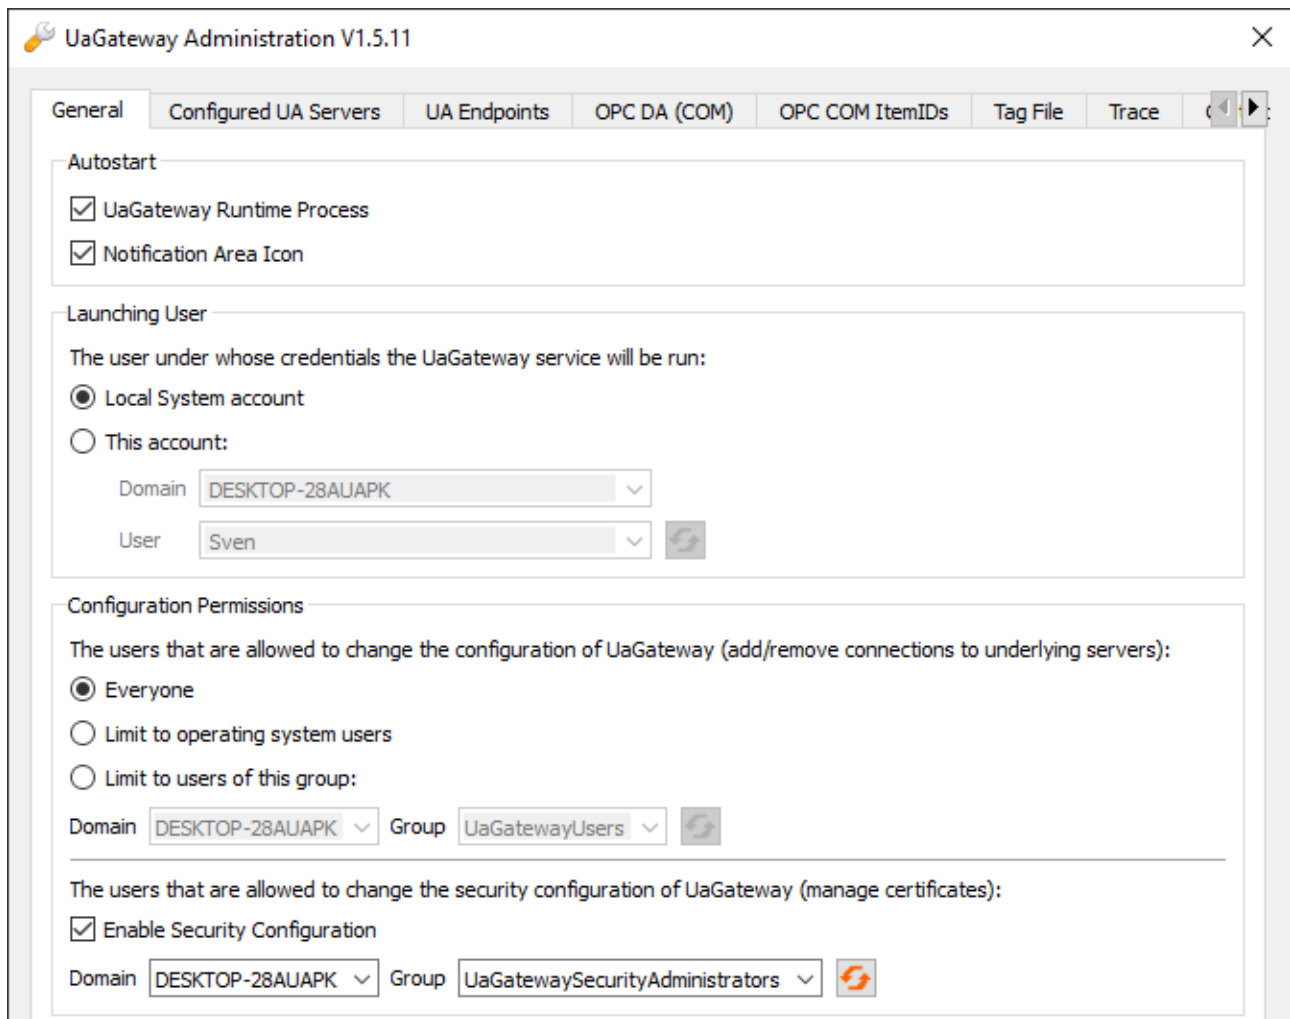 UaGateway Administration V1.5.11
General Configured UA Servers UA Endpoints OPC DA (COM) OPC COM ItemIDs Tag File Trace
Autostart
UaGateway Runtime Process
Notification Area Icon
Launching User
The user under whose credentials the UaGateway service will be run:
Local System account
This account:
Domain DESKTOP-28AUAPK
User Sven
Configuration Permissions
The users that are allowed to change the configuration of UaGateway (add/remove connections to underlying servers):
Everyone
Limit to operating system users
Limit to users of this group:
Domain DESKTOP-28AUAPK Group UaGatewayUsers
The users that are allowed to change the security configuration of UaGateway (manage certificates):
Enable Security Configuration
Domain DESKTOP-28AUAPK Group UaGatewaySecurityAdministrators